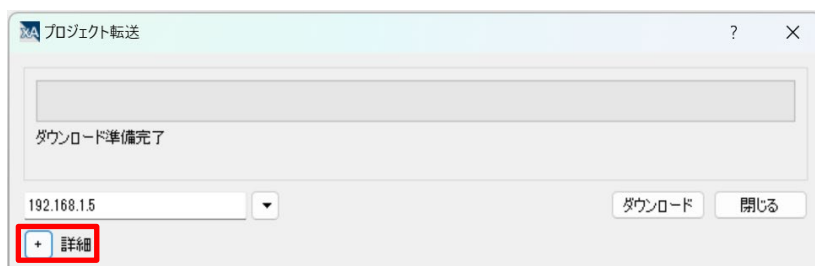 プロジェクト転送
ダウンロード準備完了
192.168.1.5
ダウンロード 閉じる
+ 詳細